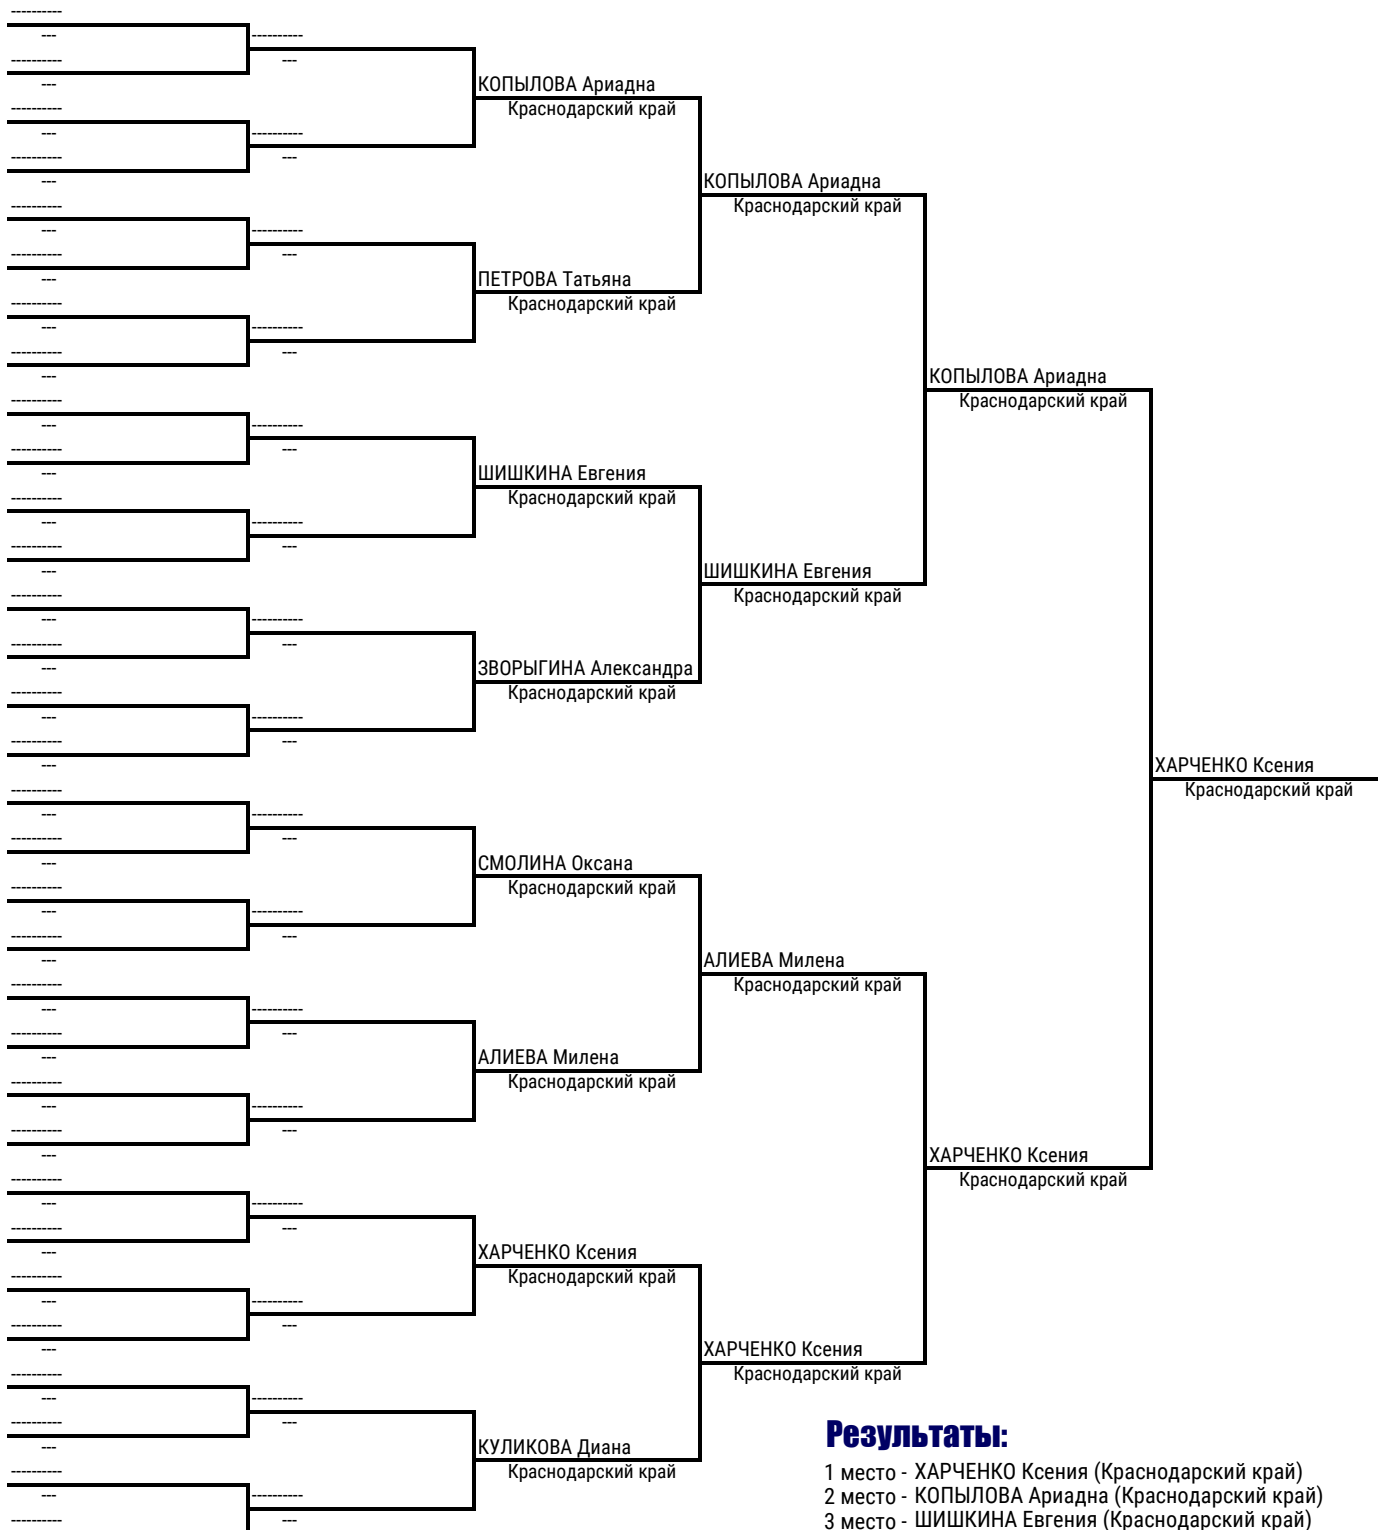 ----------
---
----------
---
----------
---
----------
---
----------
---
----------
---
----------
---
----------
---
----------
---
----------
---
----------
---
----------
---
----------
---
----------
---
----------
---
----------
---
----------
---
----------
---
----------
---
----------
---
----------
---
----------
---
----------
---
----------
---
----------
---
----------
---
----------
---
----------
---
----------
---
----------
---
----------
---
----------
----------
---
----------
---
----------
---
----------
---
----------
---
----------
---
----------
---
----------
---
----------
---
----------
---
----------
---
----------
---
----------
---
----------
---
----------
---
----------
---
КОПЫЛОВА Ариадна
Краснодарский край
ПЕТРОВА Татьяна
Краснодарский край
ШИШКИНА Евгения
Краснодарский край
ЗВОРЫГИНА Александра
Краснодарский край
СМОЛИНА Оксана
Краснодарский край
АЛИЕВА Милена
Краснодарский край
ХАРЧЕНКО Ксения
Краснодарский край
КУЛИКОВА Диана
Краснодарский край
КОПЫЛОВА Ариадна
Краснодарский край
ШИШКИНА Евгения
Краснодарский край
АЛИЕВА Милена
Краснодарский край
ХАРЧЕНКО Ксения
Краснодарский край
КОПЫЛОВА Ариадна
Краснодарский край
ХАРЧЕНКО Ксения
Краснодарский край
ХАРЧЕНКО Ксения
Краснодарский край
Результаты:
1 место - ХАРЧЕНКО Ксения (Краснодарский край)
2 место - КОПЫЛОВА Ариадна (Краснодарский край)
3 место - ШИШКИНА Евгения (Краснодарский край)